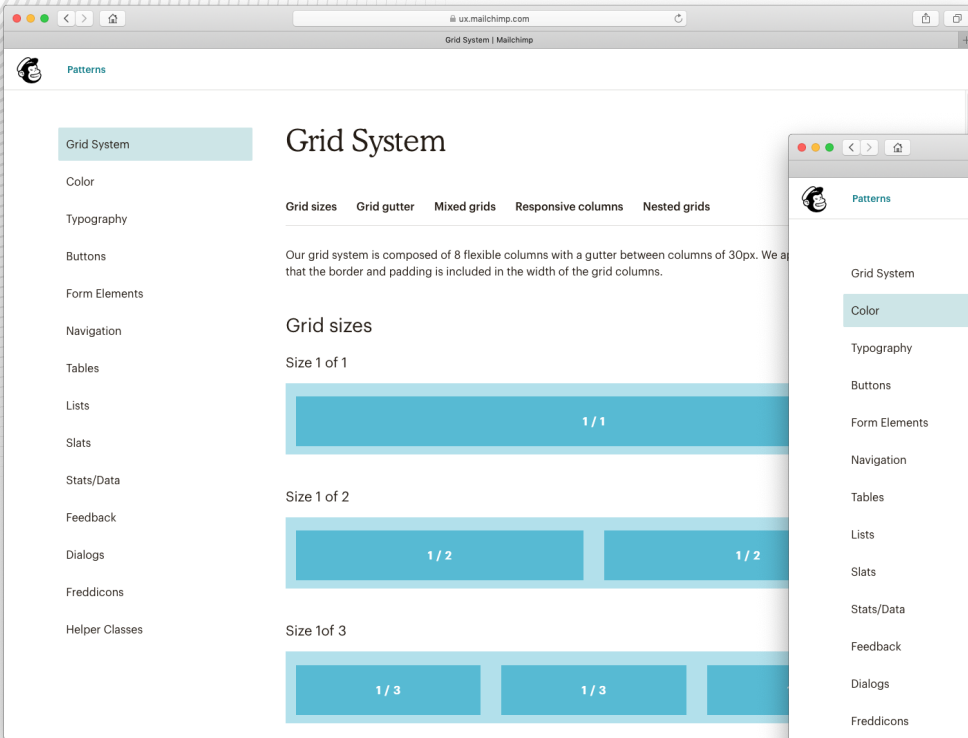 ux.mailchimp.com
Grid System | Mailchimp
Patterns
Grid System
Color
Typography
Buttons
Form Elements
Navigation
Tables
Lists
Slats
Stats/Data
Feedback
Dialogs
Freddicons
Helper Classes
Grid System
Grid sizes Grid gutter Mixed grids Responsive columns Nested grids
Our grid system is composed of 8 flexible columns with a gutter between columns of 30px. We
that the border and padding is included in the width of the grid columns.
Grid sizes
Size 1 of 1
1 / 1
Size 1 of 2
1 / 2 1 / 2
Size 1of 3
1 / 3 1 / 3
Patterns
Grid System
Color
Typography
Buttons
Form Elements
Navigation
Tables
Lists
Slats
Stats/Data
Feedback
Dialogs
Freddicons